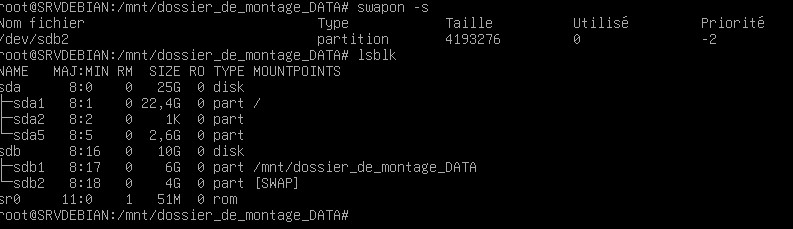 root@SRVDEBIAN:/mnt/dossier_de_montage_DATA# swapon -s
Nom fichier Type Taille Utilisé Priorité
/dev/sdb2 partition 4193276 0 -2
root@SRVDEBIAN:/mnt/dossier_de_montage_DATA# lsblk
NAME MAJ:MIN RM SIZE RO TYPE MOUNTPOINTS
sda 8:0 0 25G 0 disk
├─sda1 8:1 0 22,4G 0 part /
├─sda2 8:2 0 1K 0 part
└─sda5 8:5 0 2,6G 0 part
sdb 8:16 0 10G 0 disk
├─sdb1 8:17 0 6G 0 part /mnt/dossier_de_montage_DATA
└─sdb2 8:18 0 4G 0 part [SWAP]
sr0 11:0 1 51M 0 rom
root@SRVDEBIAN:/mnt/dossier_de_montage_DATA#